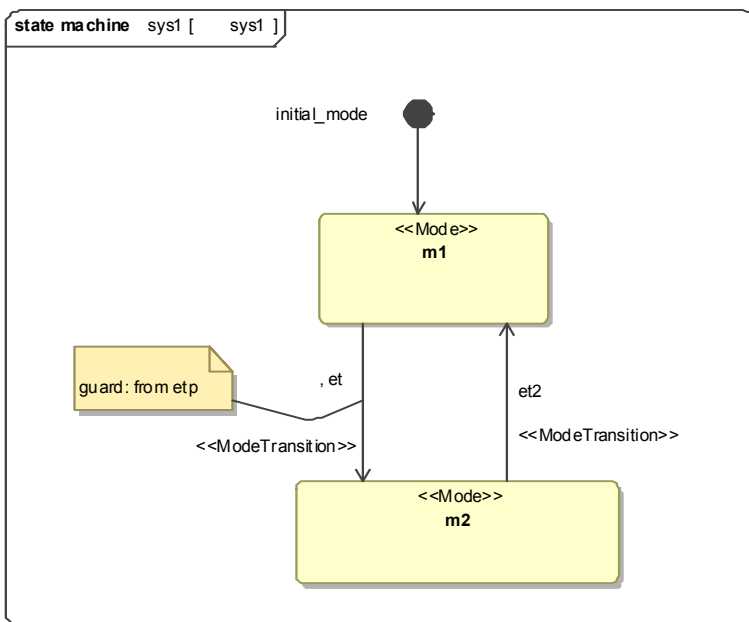 state machine sys1 [ sys1 ]
initial_mode
<<Mode>>
m1
, et
guard: from etp
et2
<<ModeTransition>>
<<ModeTransition>>
<<Mode>>
m2